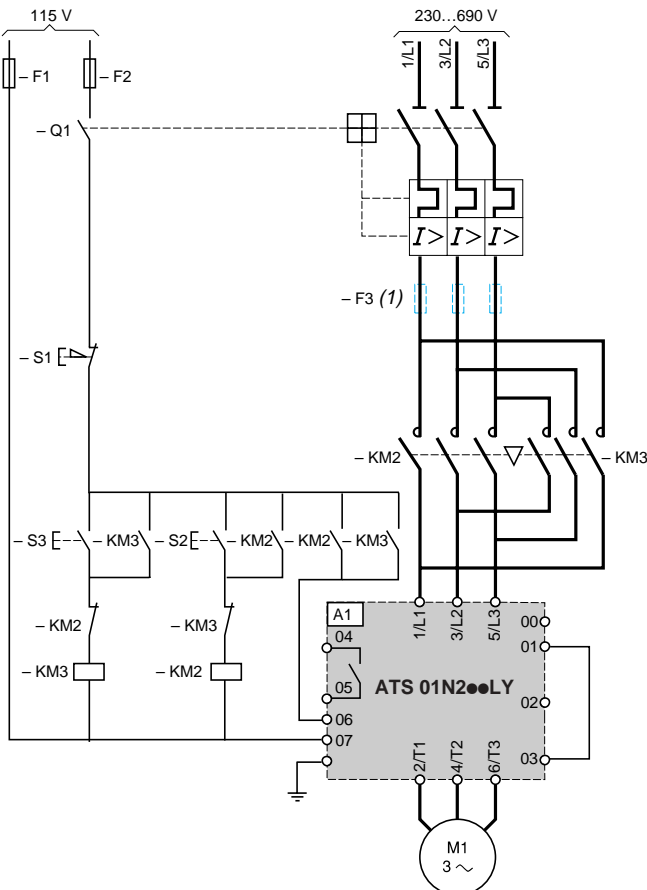 115 V
230...690 V
1/L1
3/L2
5/L3
– F1
– F2
– Q1
I>
I>
I>
– F3 (1)
– S1
– KM2
– KM3
– S3
– KM3
– S2
– KM2
– KM2
– KM3
– KM2
– KM3
– KM3
– KM2
A1
1/L1
3/L2
5/L3
00
04
01
05
ATS 01N2●●LY
06
02
07
03
2/T1
4/T2
6/T3
M1
3 ~